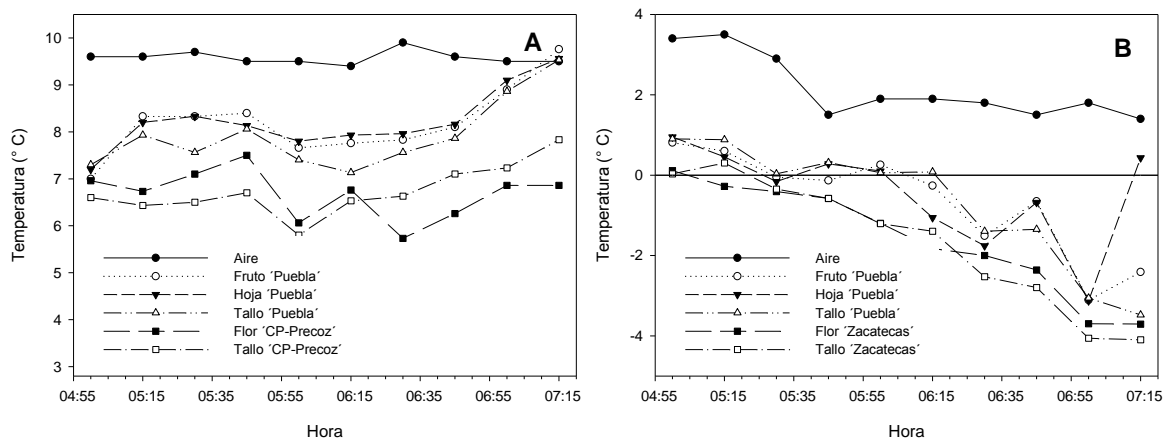 A
Temperatura (° C)
10
9
8
7
6
5
4
3
Aire
Fruto ´Puebla´
Hoja ´Puebla´
Tallo ´Puebla´
Flor ´CP-Precoz´
Tallo ´CP-Precoz´
04:55 05:15 05:35 05:55 06:15 06:35 06:55 07:15
Hora
B
Temperatura (° C)
4
2
0
-2
-4
Aire
Fruto ´Puebla´
Hoja ´Puebla´
Tallo ´Puebla´
Flor ´Zacatecas´
Tallo ´Zacatecas´
04:55 05:15 05:35 05:55 06:15 06:35 06:55 07:15
Hora